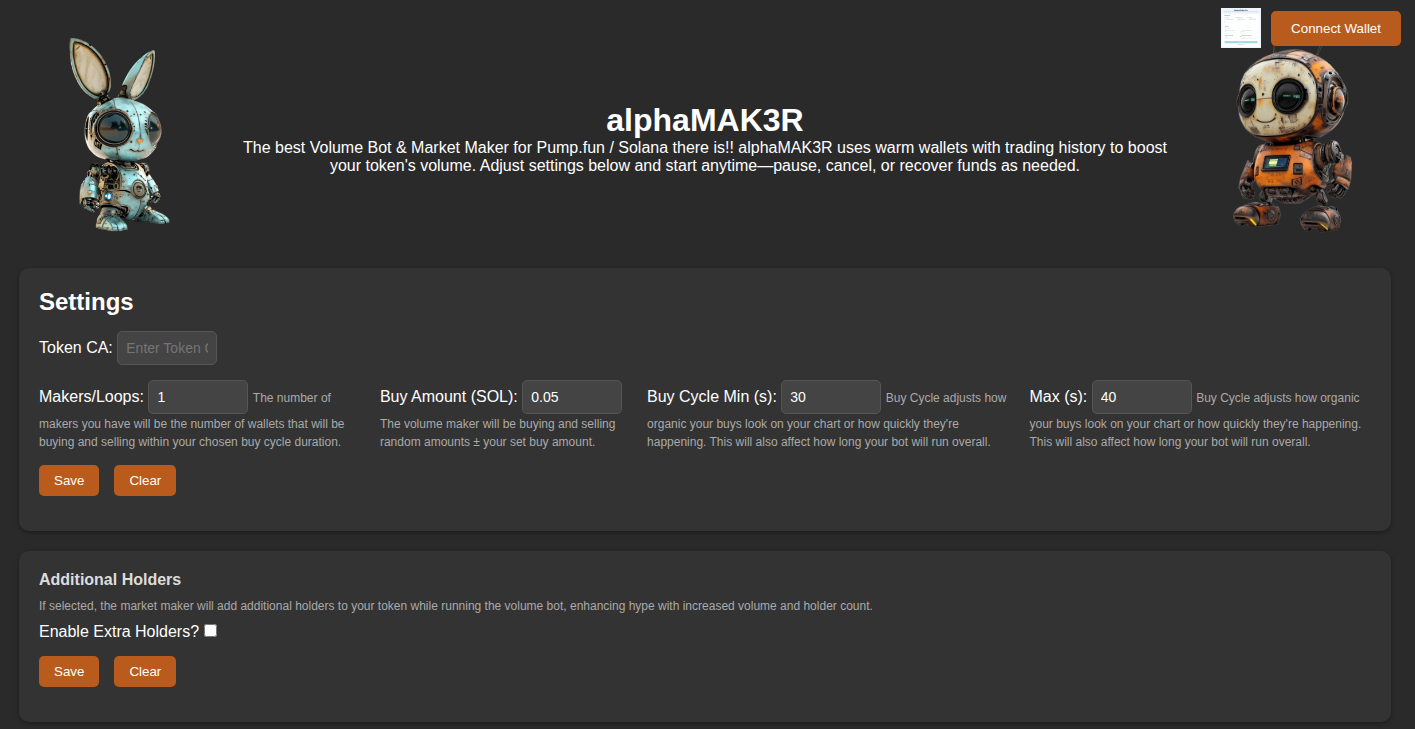 Connect Wallet
alphaMAK3R
The best Volume Bot & Market Maker for Pump.fun / Solana there is!! alphaMAK3R uses warm wallets with trading history to boost
your token's volume. Adjust settings below and start anytime—pause, cancel, or recover funds as needed.
Settings
Token CA: Enter Token
Makers/Loops: 1 The number of
makers you have will be the number of wallets that will be
buying and selling within your chosen buy cycle duration.
Buy Amount (SOL): 0.05
The volume maker will be buying and selling
random amounts ± your set buy amount.
Buy Cycle Min (s): 30 Buy Cycle adjusts how
organic your buys look on your chart or how quickly they're
happening. This will also affect how long your bot will run overall.
Max (s): 40 Buy Cycle adjusts how organic
your buys look on your chart or how quickly they're happening.
This will also affect how long your bot will run overall.
Save Clear
Additional Holders
If selected, the market maker will add additional holders to your token while running the volume bot, enhancing hype with increased volume and holder count.
Enable Extra Holders?
Save Clear